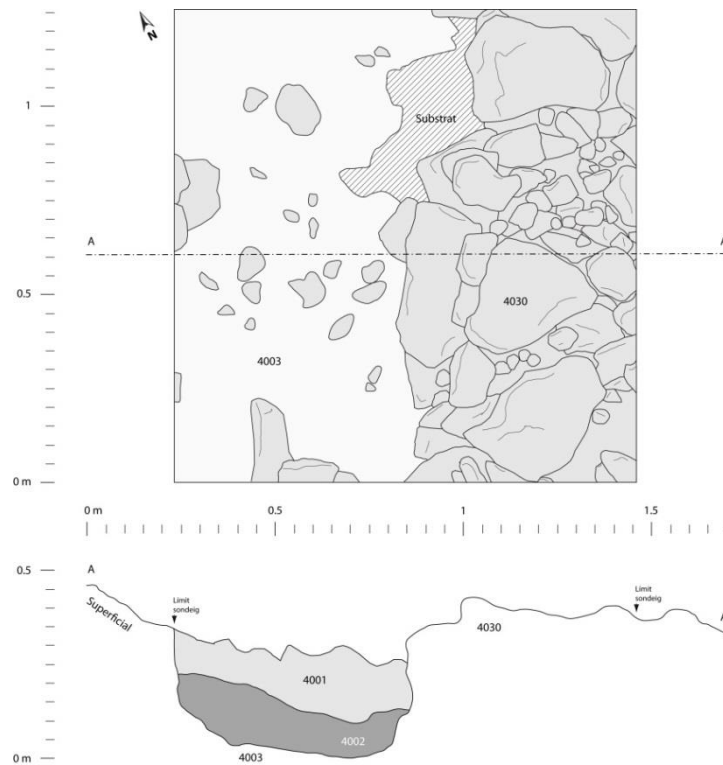 N
1
Substrat
A
A
0.5
4030
4003
0 m
0 m
0.5
1
1.5
0.5
A
Superficial
Limit
sondeig
Limit
sondeig
A
4030
4001
4002
4003
0 m